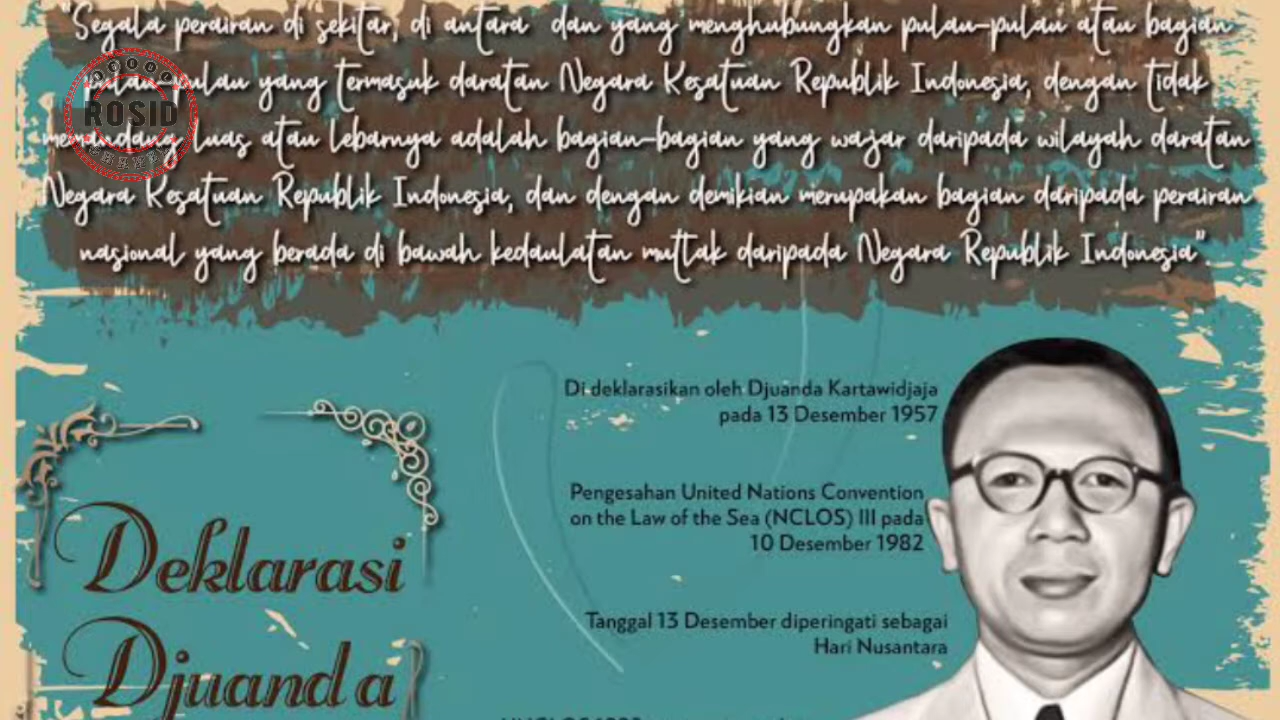 "Segala perairan di sekitar, di antara dan yang menghubungkan pulau-pulau atau bagian
pulau-pulau yang termasuk daratan Negara Kesatuan Republik Indonesia, dengan tidak
memandang luas atau lebarnya adalah bagian-bagian yang wajar daripada wilayah daratan
Negara Kesatuan Republik Indonesia, dan dengan demikian merupakan bagian daripada perairan
nasional yang berada di bawah kedaulatan mutlak daripada Negara Republik Indonesia".
ROSID
Di deklarasikan oleh Djuanda Kartawidjaja
pada 13 Desember 1957
Pengesahan United Nations Convention
on the Law of the Sea (NCLOS) III pada
10 Desember 1982
Tanggal 13 Desember diperingati sebagai
Hari Nusantara
Deklarasi
Djuanda